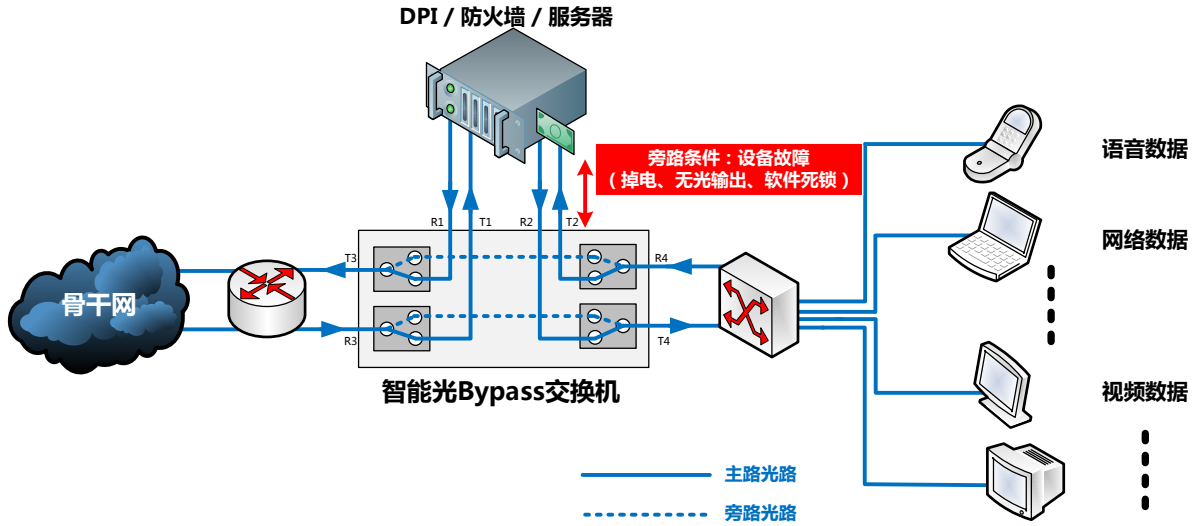 DPI / 防火墙 / 服务器
旁路条件：设备故障
（掉电、无光输出、软件死锁）
语音数据
R1
T1
R2
T2
T3
R4
网络数据
骨干网
R3
T4
智能光Bypass交换机
视频数据
主路光路
旁路光路